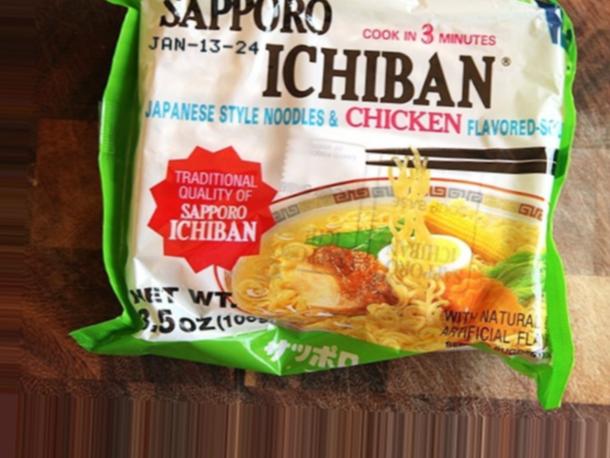 SAPPORO
JAN-13-24
COOK IN 3 MINUTES
ICHIBAN®
JAPANESE STYLE NOODLES & CHICKEN FLAVORED
TRADITIONAL
QUALITY OF
SAPPORO
ICHIBAN
NET WT.
3.5 OZ
WITH NATURAL
ARTIFICIAL
サッポロ